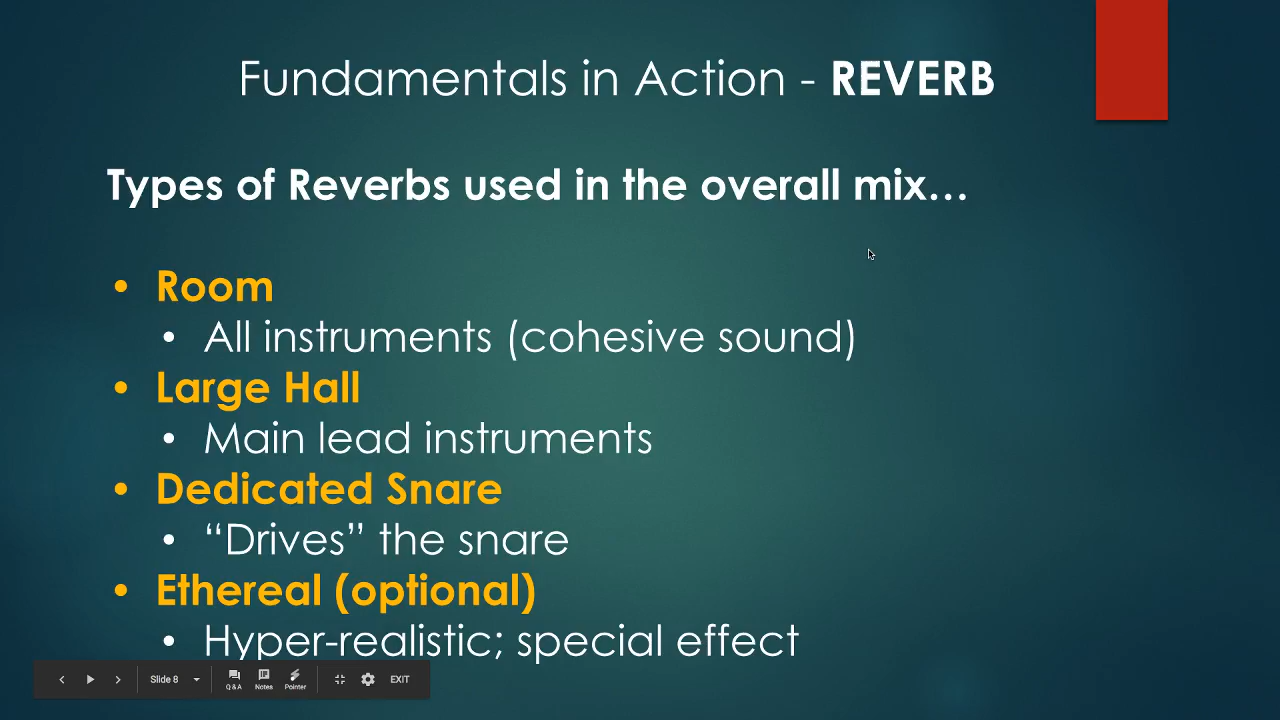 Fundamentals in Action - REVERB
Types of Reverbs used in the overall mix…
• Room
• All instruments (cohesive sound)
• Large Hall
• Main lead instruments
• Dedicated Snare
• “Drives” the snare
• Ethereal (optional)
• Hyper-realistic; special effect
Slide 8 Q & A Notes Pointer EXIT